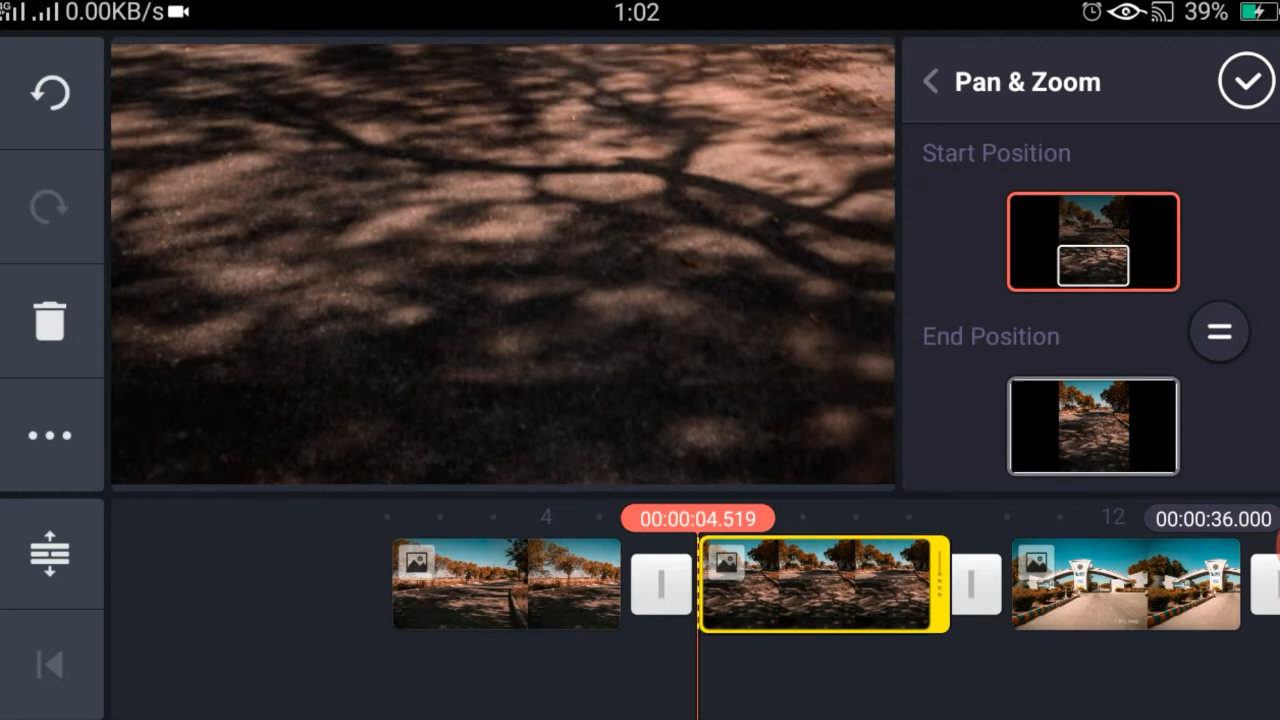 4G 0.00KB/s
1:02
39%
Pan & Zoom
Start Position
End Position
4
00:00:04.519
12
00:00:36.000